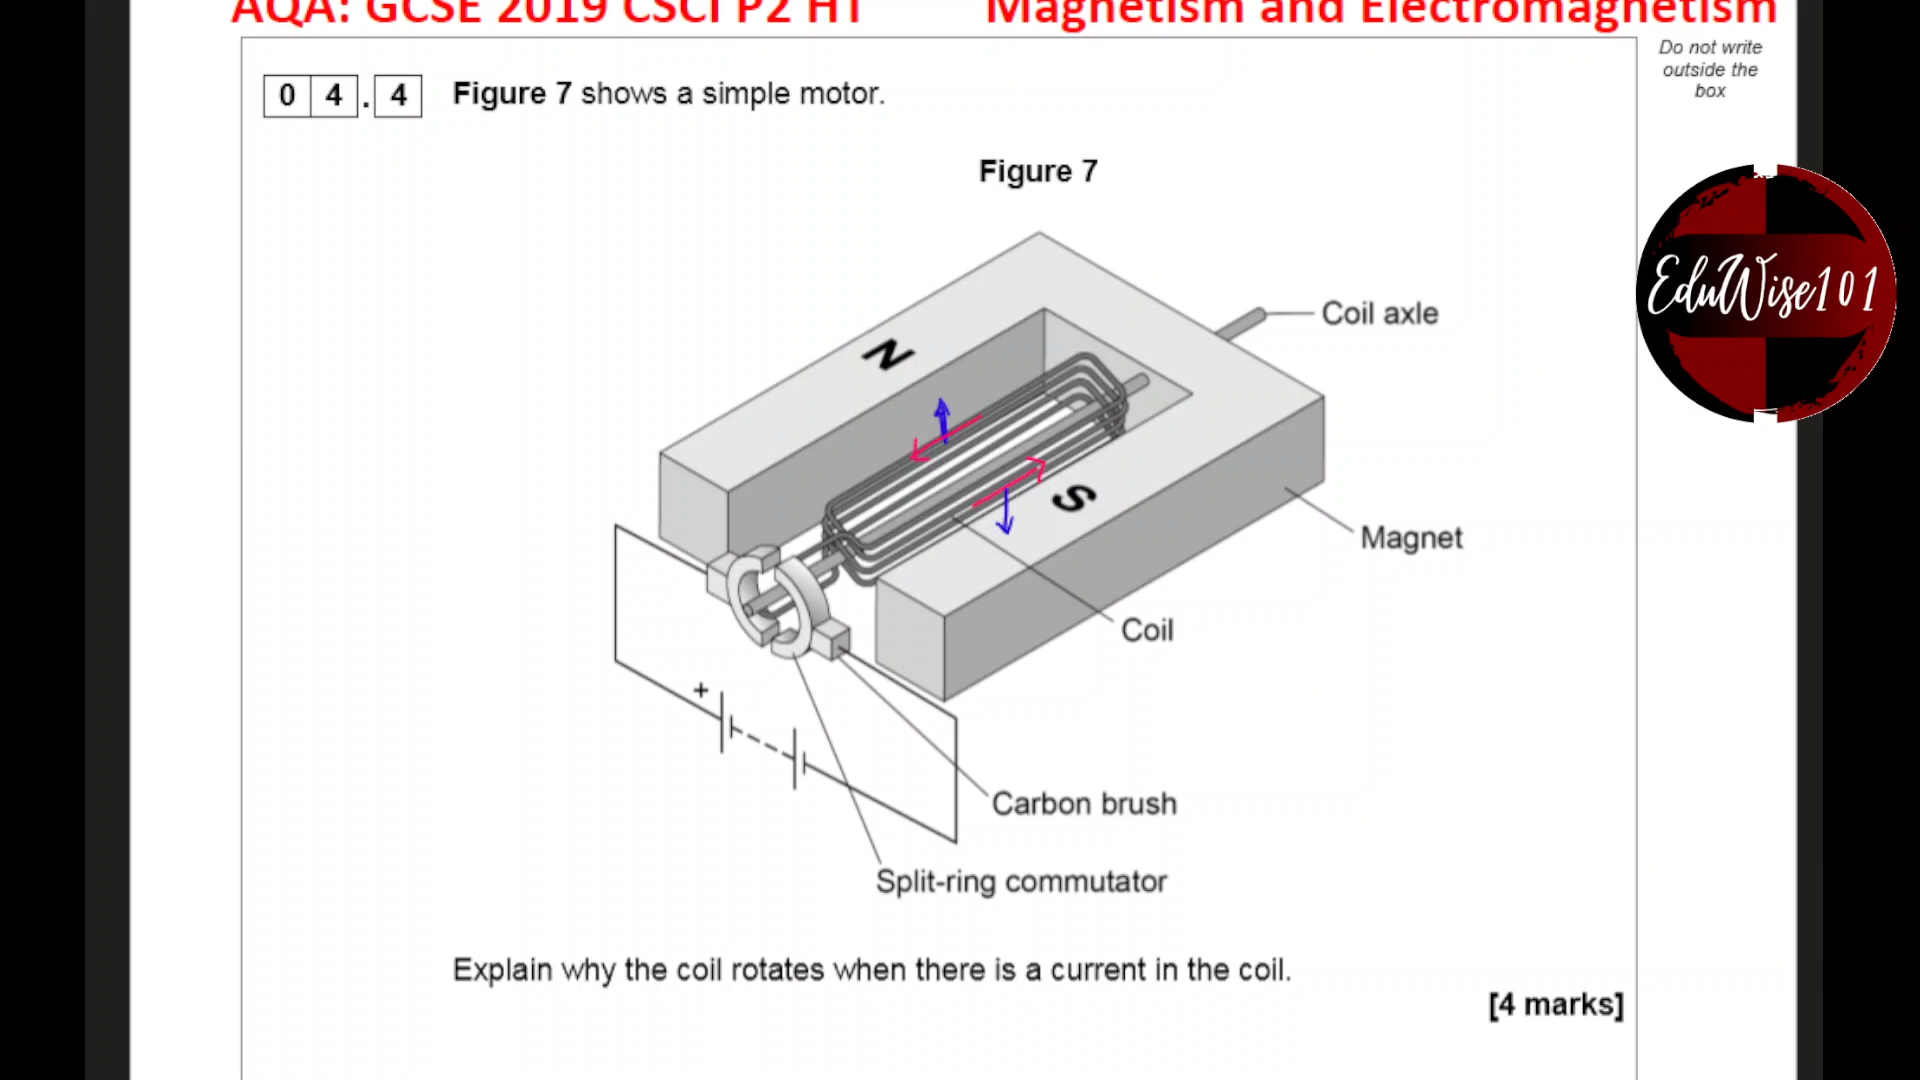 AQA: GCSE 2019 CSCI P2 HT Magnetism and Electromagnetism
Do not write
outside the
box
0 4 . 4 Figure 7 shows a simple motor.
Figure 7
EduWise101
Coil axle
N
S
Magnet
Coil
+
Carbon brush
Split-ring commutator
Explain why the coil rotates when there is a current in the coil.
[4 marks]